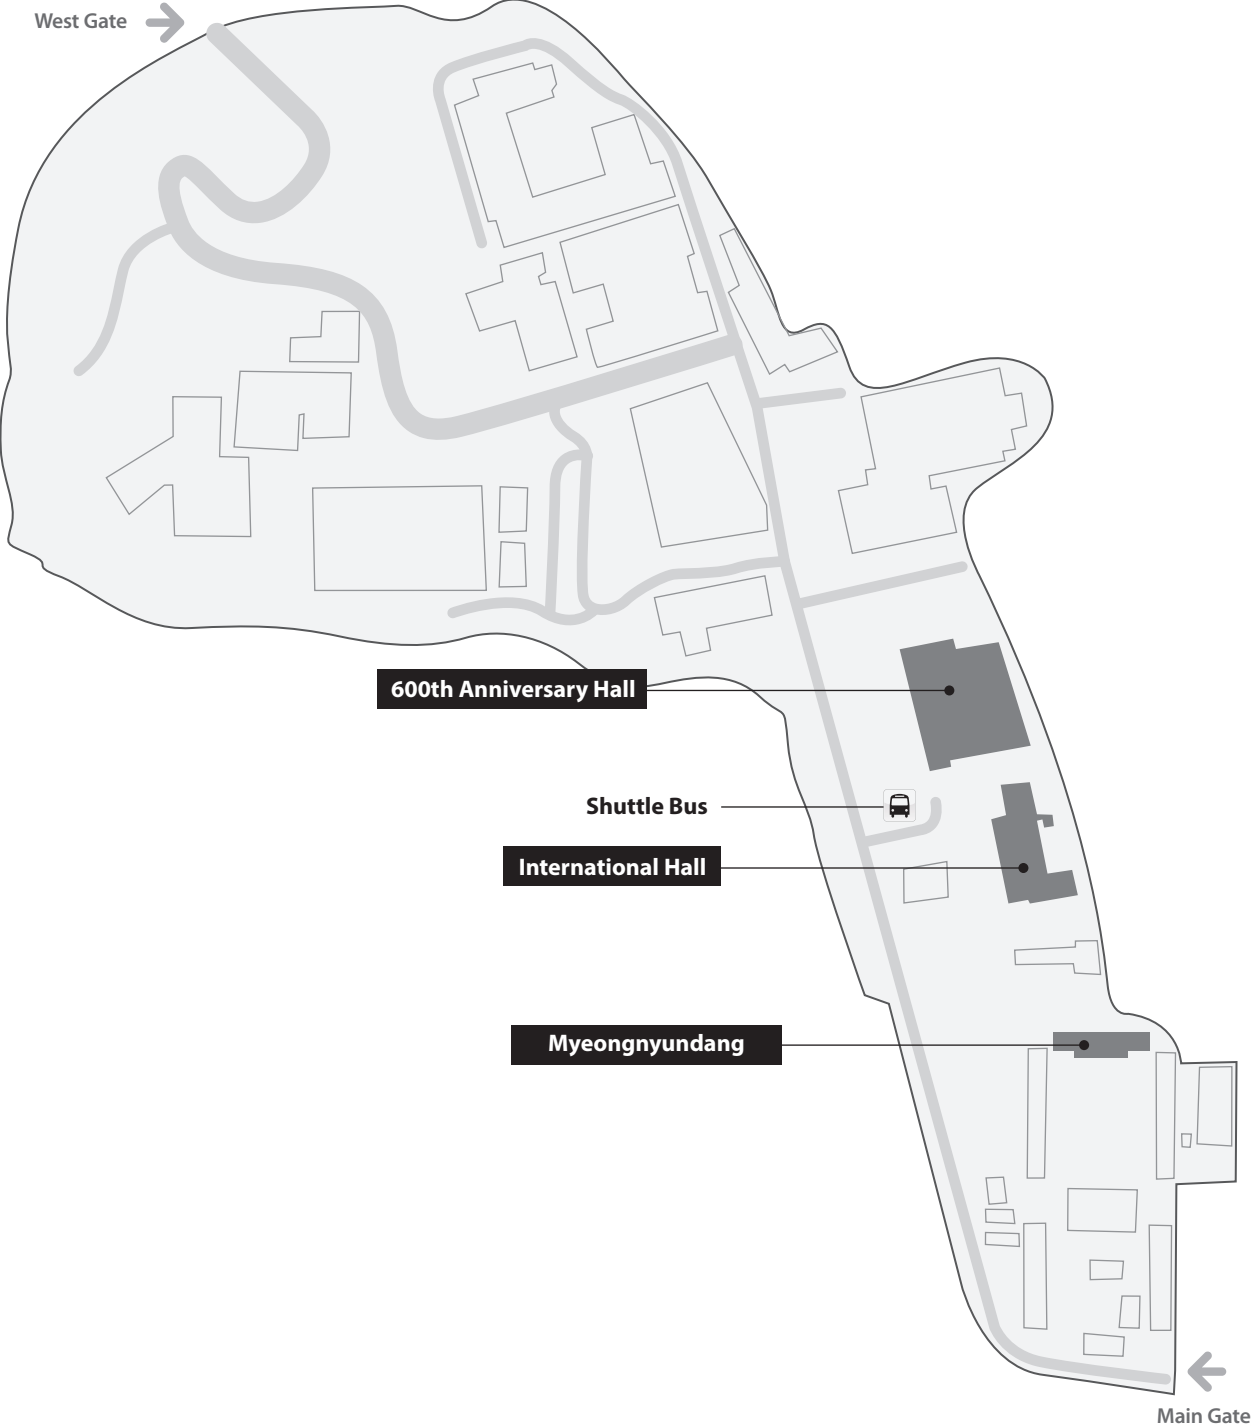 West Gate
600th Anniversary Hall
Shuttle Bus
International Hall
Myeongnyundang
Main Gate